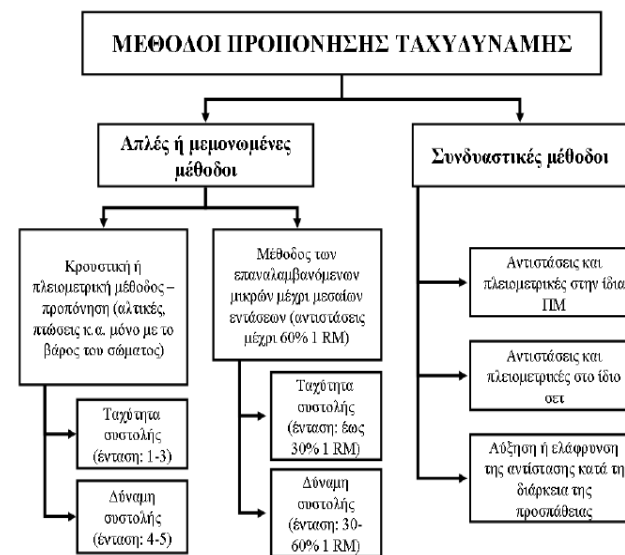 ΜΕΘΟΔΟΙ ΠΡΟΠΟΝΗΣΗΣ ΤΑΧΥΔΥΝΑΜΗΣ
Απλές ή μεμονωμένες
μέθοδοι
Κρουστική ή
πλειομετρική μέθοδος –
προπόνηση (αλτικές,
πτώσεις κ.α. μόνο με το
βάρος του σώματος)
Ταχύτητα
συστολής
(ένταση: 1-3)
Δύναμη
συστολής
(ένταση: 4-5)
Μέθοδος των
επαναλαμβανόμενων
μικρών μέχρι μεσαίων
εντάσεων (αντιστάσεις
μέχρι 60% 1 RM)
Ταχύτητα
συστολής
(ένταση: έως
30% 1 RM)
Δύναμη
συστολής
(ένταση: 30-
60% 1 RM)
Συνδυαστικές μέθοδοι
Αντιστάσεις και
πλειομετρικές στην ίδια
ΠΜ
Αντιστάσεις και
πλειομετρικές στο ίδιο
σετ
Αύξηση ή ελάφρυνση
της αντίστασης κατά τη
διάρκεια της
προσπάθειας